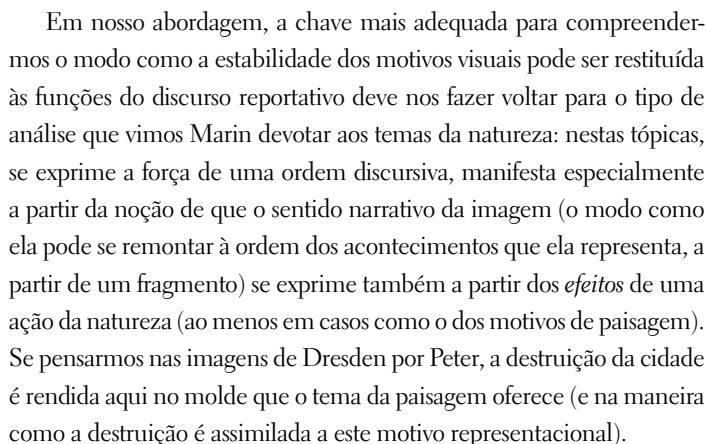 Em nosso abordagem, a chave mais adequada para compreender-
mos o modo como a estabilidade dos motivos visuais pode ser restituída
às funções do discurso reportativo deve nos fazer voltar para o tipo de
análise que vimos Marin devotar aos temas da natureza: nestas tópicas,
se exprime a força de uma ordem discursiva, manifesta especialmente
a partir da noção de que o sentido narrativo da imagem (o modo como
ela pode se remontar à ordem dos acontecimentos que ela representa, a
partir de um fragmento) se exprime também a partir dos efeitos de uma
ação da natureza (ao menos em casos como o dos motivos de paisagem).
Se pensarmos nas imagens de Dresden por Peter, a destruição da cidade
é rendida aqui no molde que o tema da paisagem oferece (e na maneira
como a destruição é assimilada a este motivo representacional).